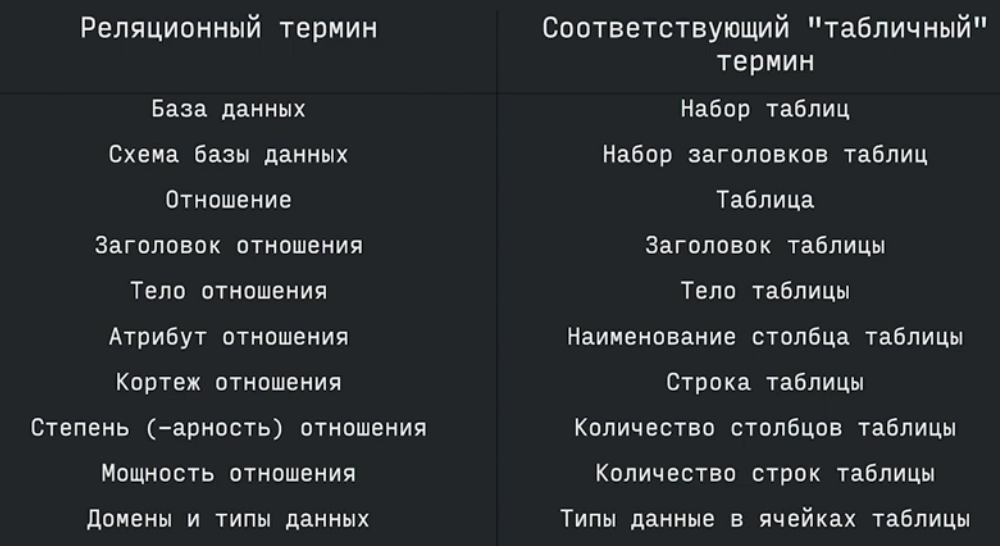 Реляционный термин
Соответствующий "табличный"
термин
База данных
Набор таблиц
Схема базы данных
Набор заголовков таблиц
Отношение
Таблица
Заголовок отношения
Заголовок таблицы
Тело отношения
Тело таблицы
Атрибут отношения
Наименование столбца таблицы
Кортеж отношения
Строка таблицы
Степень (-арность) отношения
Количество столбцов таблицы
Мощность отношения
Количество строк таблицы
Домены и типы данных
Типы данные в ячейках таблицы